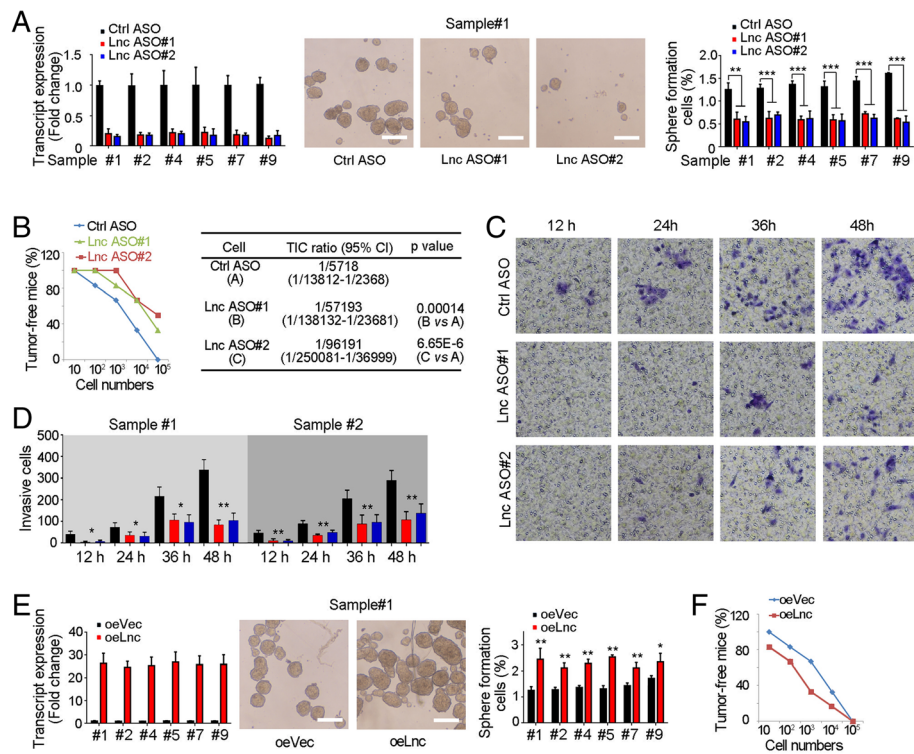 A
Transcript expression
(Fold change)
1.5
1.0
0.5
0
Ctrl ASO
Lnc ASO#1
Lnc ASO#2
Sample #1 #2 #4 #5 #7 #9
Sample#1
Ctrl ASO Lnc ASO#1 Lnc ASO#2
Sphere formation
cells (%)
1.5
1.0
0.5
0
Ctrl ASO
Lnc ASO#1
Lnc ASO#2
** *** *** *** *** ***
Sample #1 #2 #4 #5 #7 #9
B
Ctrl ASO
Lnc ASO#1
Lnc ASO#2
Tumor-free mice (%)
120
80
40
0
10 10² 10³ 10⁴ 10⁵
Cell numbers
Cell TIC ratio (95% CI) p value
Ctrl ASO 1/5718
(A) (1/13812-1/2368)
Lnc ASO#1 1/57193 0.00014
(B) (1/138132-1/23681) (B vs A)
Lnc ASO#2 1/96191 6.65E-6
(C) (1/250081-1/36999) (C vs A)
C
12 h 24h 36h 48h
Ctrl ASO
Lnc ASO#1
Lnc ASO#2
D
Sample #1 Sample #2
Invasive cells
500
400
300
200
100
0
* * * ** ** ** ** **
12 h 24 h 36 h 48 h 12 h 24 h 36 h 48 h
E
Transcript expression
(Fold change)
30
20
10
0
oeVec
oeLnc
#1 #2 #4 #5 #7 #9
Sample#1
oeVec oeLnc
Sphere formation
cells (%)
3
2
1
0
oeVec
oeLnc
** ** ** ** ** *
#1 #2 #4 #5 #7 #9
F
oeVec
oeLnc
Tumor-free mice (%)
120
80
40
0
10 10² 10³ 10⁴ 10⁵
Cell numbers